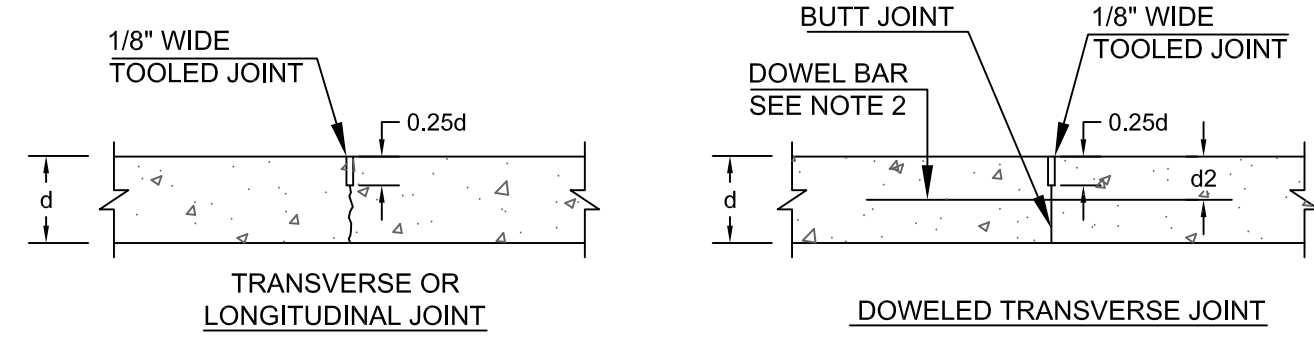 1/8" WIDE
TOOLED JOINT
0.25d
d
TRANSVERSE OR
LONGITUDINAL JOINT
BUTT JOINT
1/8" WIDE
TOOLED JOINT
DOWEL BAR
SEE NOTE 2
0.25d
d
d2
DOWELED TRANSVERSE JOINT